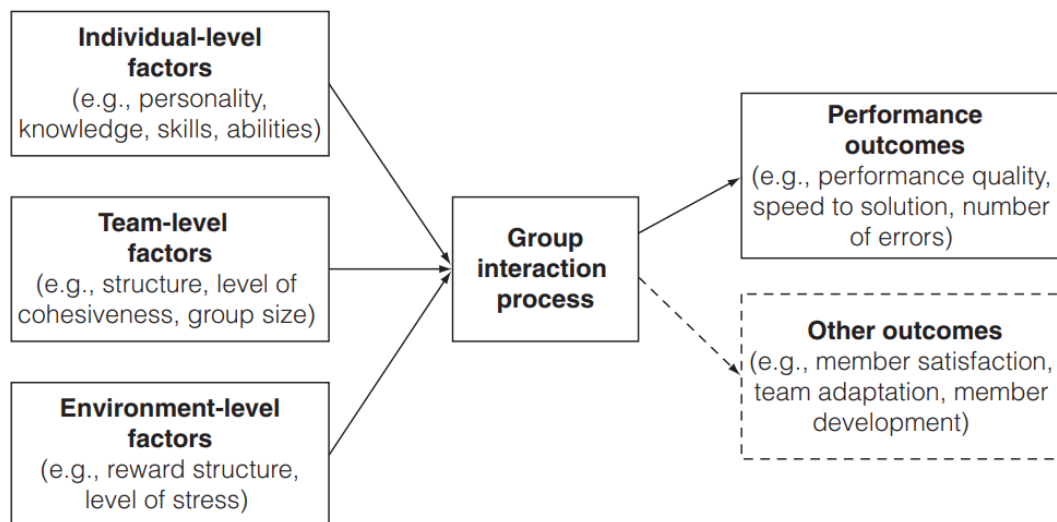 Individual-level
factors
(e.g., personality,
knowledge, skills, abilities)
Team-level
factors
(e.g., structure, level of
cohesiveness, group size)
Environment-level
factors
(e.g., reward structure,
level of stress)
Group
interaction
process
Performance
outcomes
(e.g., performance quality,
speed to solution, number
of errors)
Other outcomes
(e.g., member satisfaction,
team adaptation, member
development)